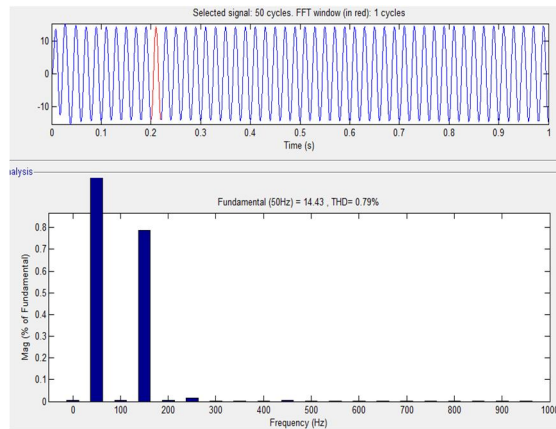 Selected signal: 50 cycles. FFT window (in red): 1 cycles
10
0
-10
0 0.1 0.2 0.3 0.4 0.5 0.6 0.7 0.8 0.9 1
Time (s)
nalysis
Fundamental (50Hz) = 14.43 , THD= 0.79%
0.8
0.7
0.6
0.5
0.4
0.3
0.2
0.1
0
Mag (% of Fundamental)
0 100 200 300 400 500 600 700 800 900 1000
Frequency (Hz)